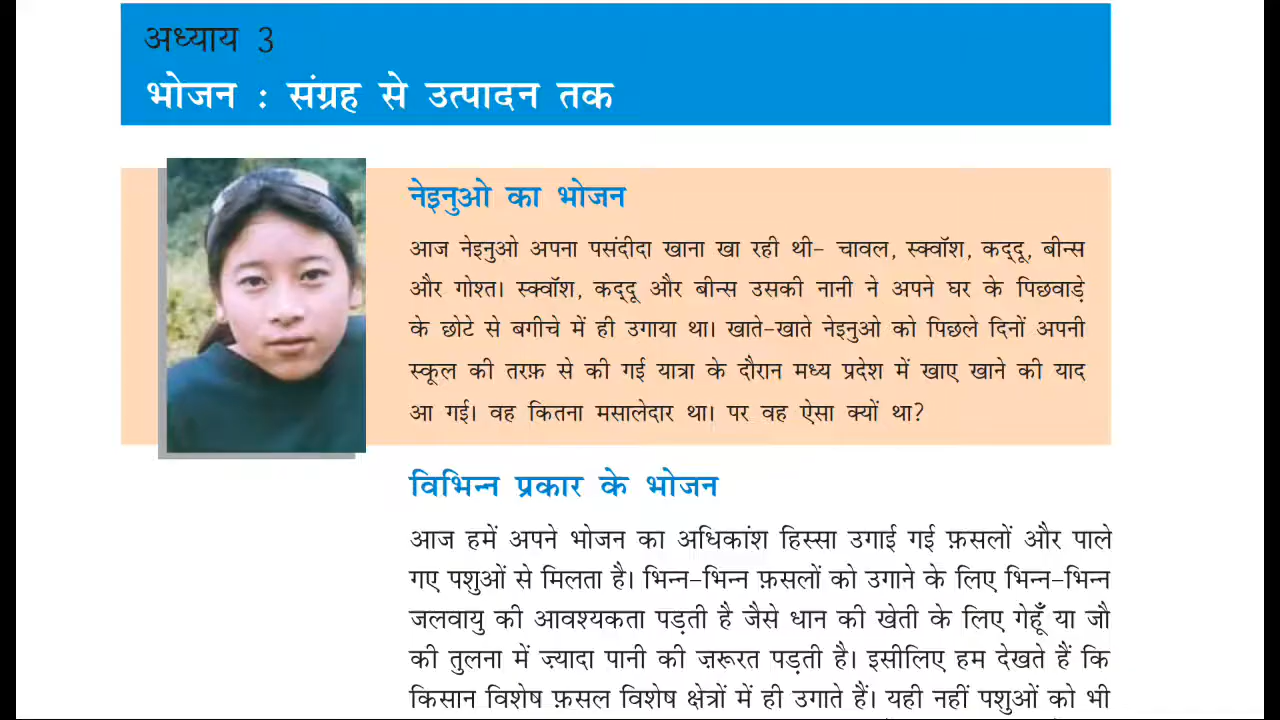 अध्याय 3
भोजन : संग्रह से उत्पादन तक
नेइनुओ का भोजन
आज नेइनुओ अपना पसंदीदा खाना खा रही थी– चावल, स्क्वॉश, कद्दू, बीन्स
और गोश्त। स्क्वॉश, कद्दू और बीन्स उसकी नानी ने अपने घर के पिछवाड़े
के छोटे से बगीचे में ही उगाया था। खाते-खाते नेइनुओ को पिछले दिनों अपनी
स्कूल की तरफ़ से की गई यात्रा के दौरान मध्य प्रदेश में खाए खाने की याद
आ गई। वह कितना मसालेदार था। पर वह ऐसा क्यों था?
विभिन्न प्रकार के भोजन
आज हमें अपने भोजन का अधिकांश हिस्सा उगाई गई फ़सलों और पाले
गए पशुओं से मिलता है। भिन्न-भिन्न फ़सलों को उगाने के लिए भिन्न-भिन्न
जलवायु की आवश्यकता पड़ती है जैसे धान की खेती के लिए गेहूँ या जौ
की तुलना में ज़्यादा पानी की ज़रूरत पड़ती है। इसीलिए हम देखते हैं कि
किसान विशेष फ़सल विशेष क्षेत्रों में ही उगाते हैं। यही नहीं पशुओं को भी